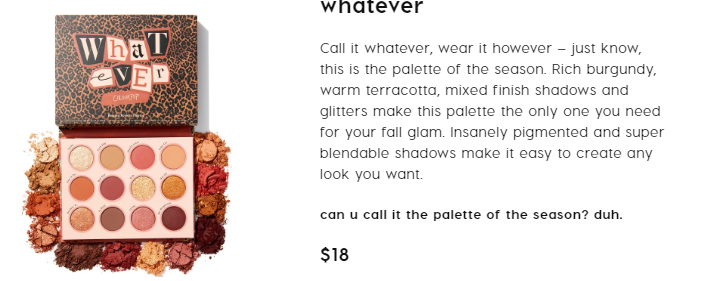 whatever
Call it whatever, wear it however – just know,
this is the palette of the season. Rich burgundy,
warm terracotta, mixed finish shadows and
glitters make this palette the only one you need
for your fall glam. Insanely pigmented and super
blendable shadows make it easy to create any
look you want.
can u call it the palette of the season? duh.
$18
WHaT
eVEr